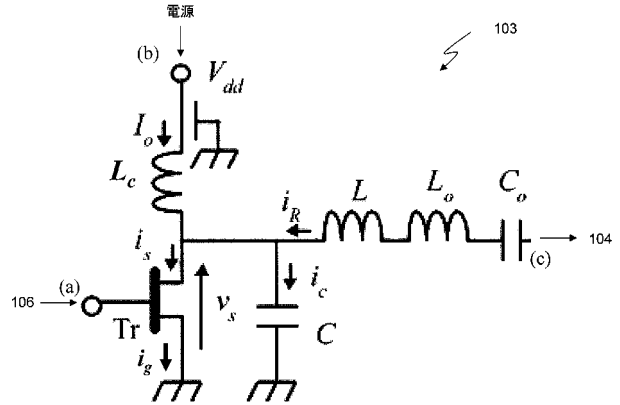 電源
103
(b)
V_dd
I_o
L_c
L
L_o
C_o
i_R
i_s
104
(c)
(a)
106
i_c
v_s
Tr
C
i_g